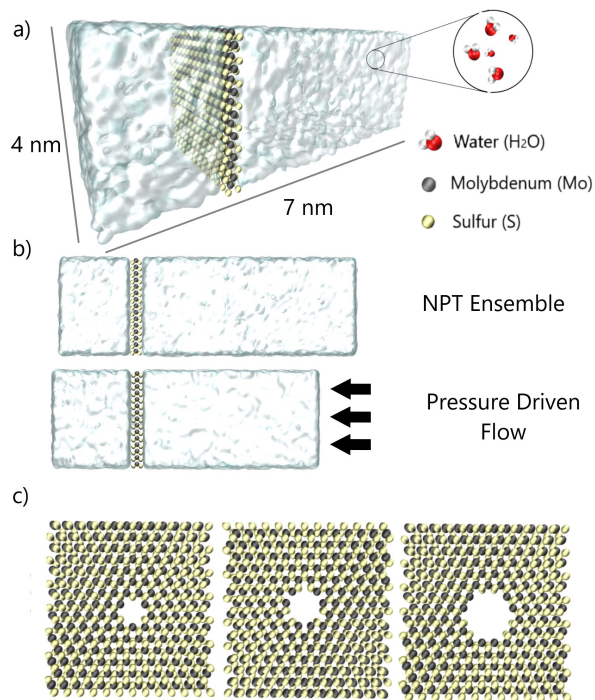 a)
4 nm
7 nm
Water (H₂O)
Molybdenum (Mo)
Sulfur (S)
b)
NPT Ensemble
Pressure Driven
Flow
c)